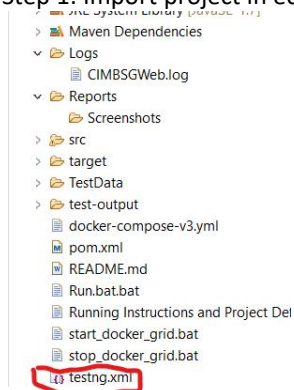 Step 1: Import project in
JRE System Library [JavaSE-1.7]
Maven Dependencies
Logs
CIMBSGWeb.log
Reports
Screenshots
src
target
TestData
test-output
docker-compose-v3.yml
pom.xml
README.md
Run.bat.bat
Running Instructions and Project Det
start_docker_grid.bat
stop_docker_grid.bat
testng.xml